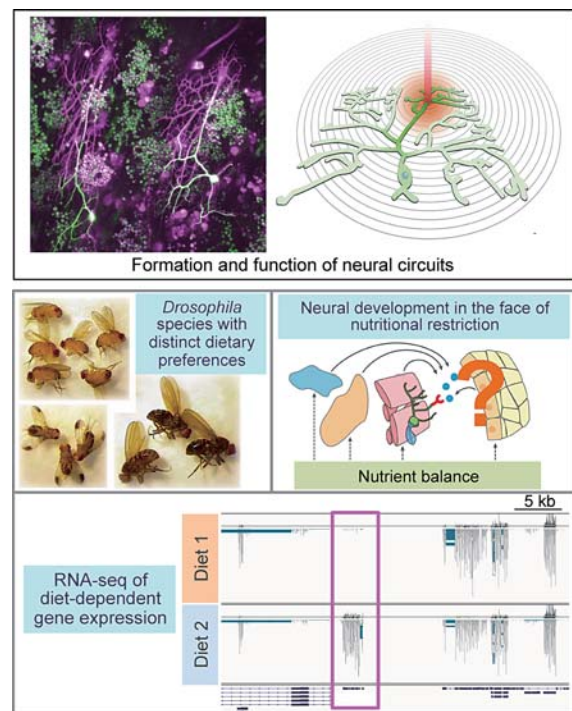 Formation and function of neural circuits
Drosophila
species with
distinct dietary
preferences
Neural development in the face of
nutritional restriction
?
Nutrient balance
5 kb
RNA-seq of
diet-dependent
gene expression
Diet 1
Diet 2